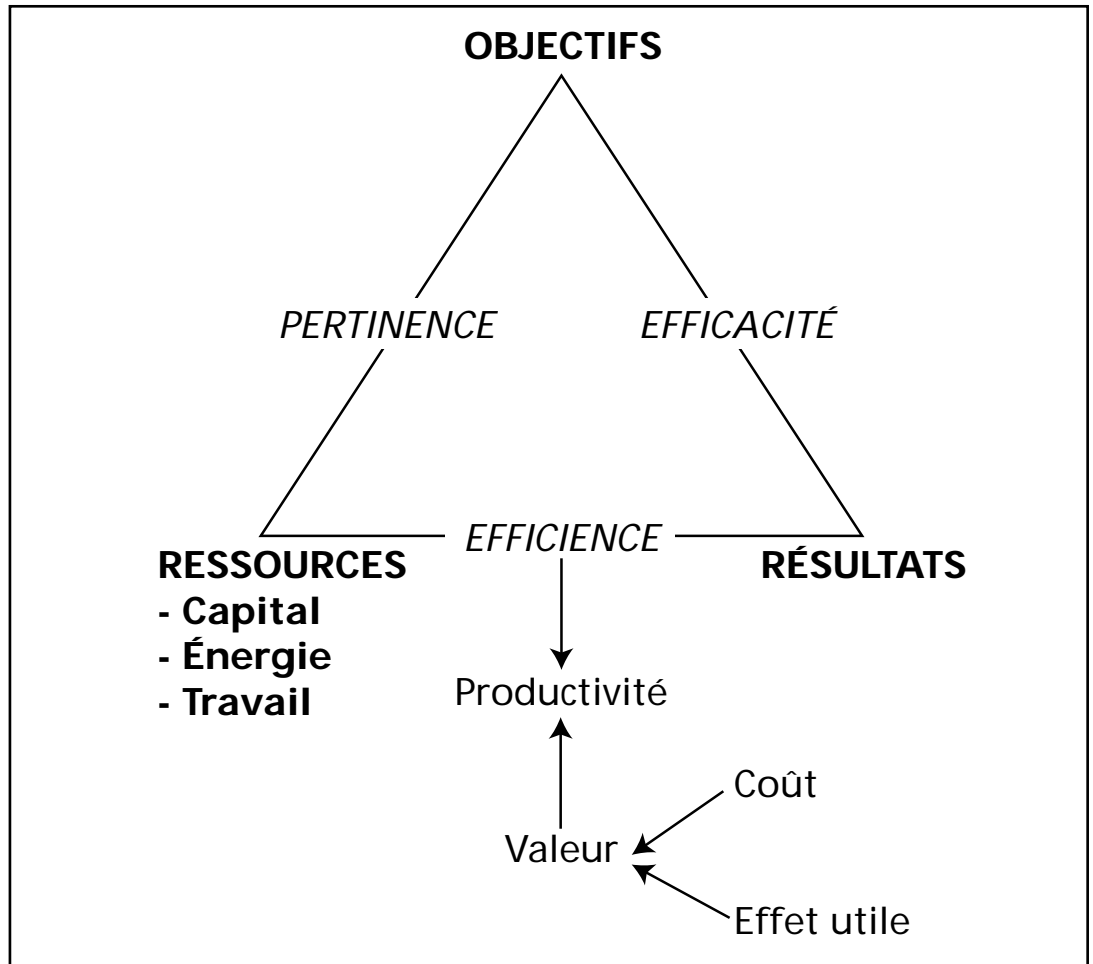 OBJECTIFS
PERTINENCE
EFFICACITÉ
EFFICIENCE
RESSOURCES
- Capital
- Énergie
- Travail
RÉSULTATS
Productivité
Coût
Valeur
Effet utile